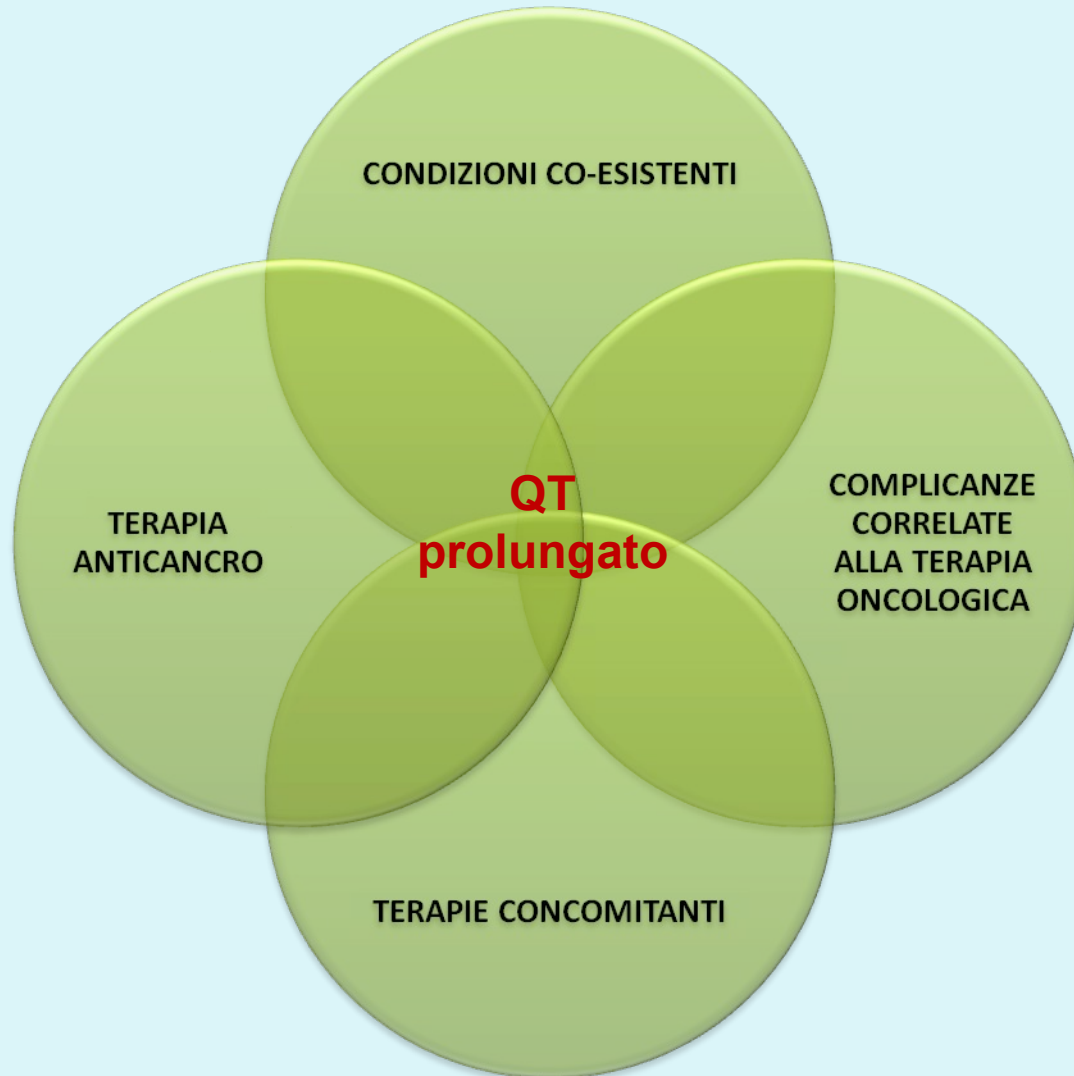 CONDIZIONI CO-ESISTENTI
TERAPIA
ANTICANCRO
QT
prolungato
COMPLICANZE
CORRELATE
ALLA TERAPIA
ONCOLOGICA
TERAPIE CONCOMITANTI